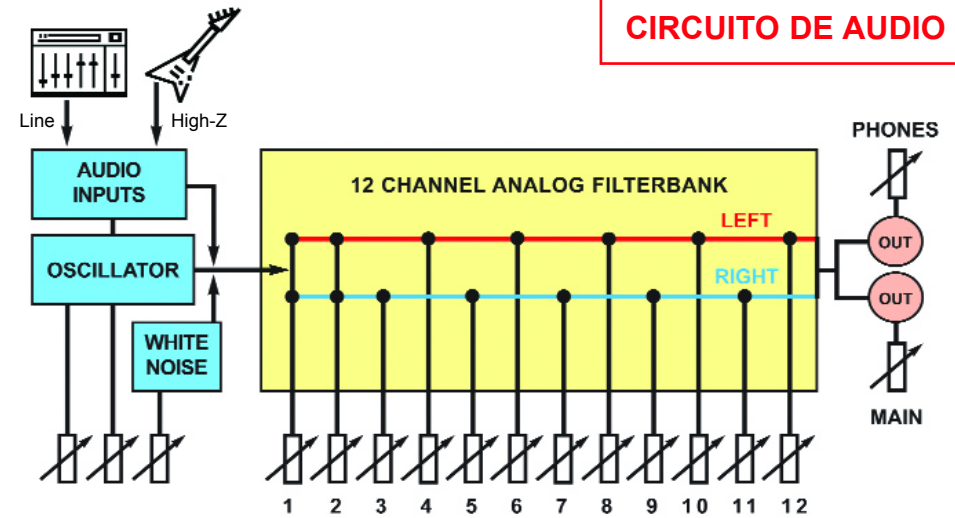 CIRCUITO DE AUDIO
Line
High-Z
AUDIO
INPUTS
OSCILLATOR
WHITE
NOISE
12 CHANNEL ANALOG FILTERBANK
LEFT
RIGHT
PHONES
OUT
OUT
MAIN
1 2 3 4 5 6 7 8 9 10 11 12